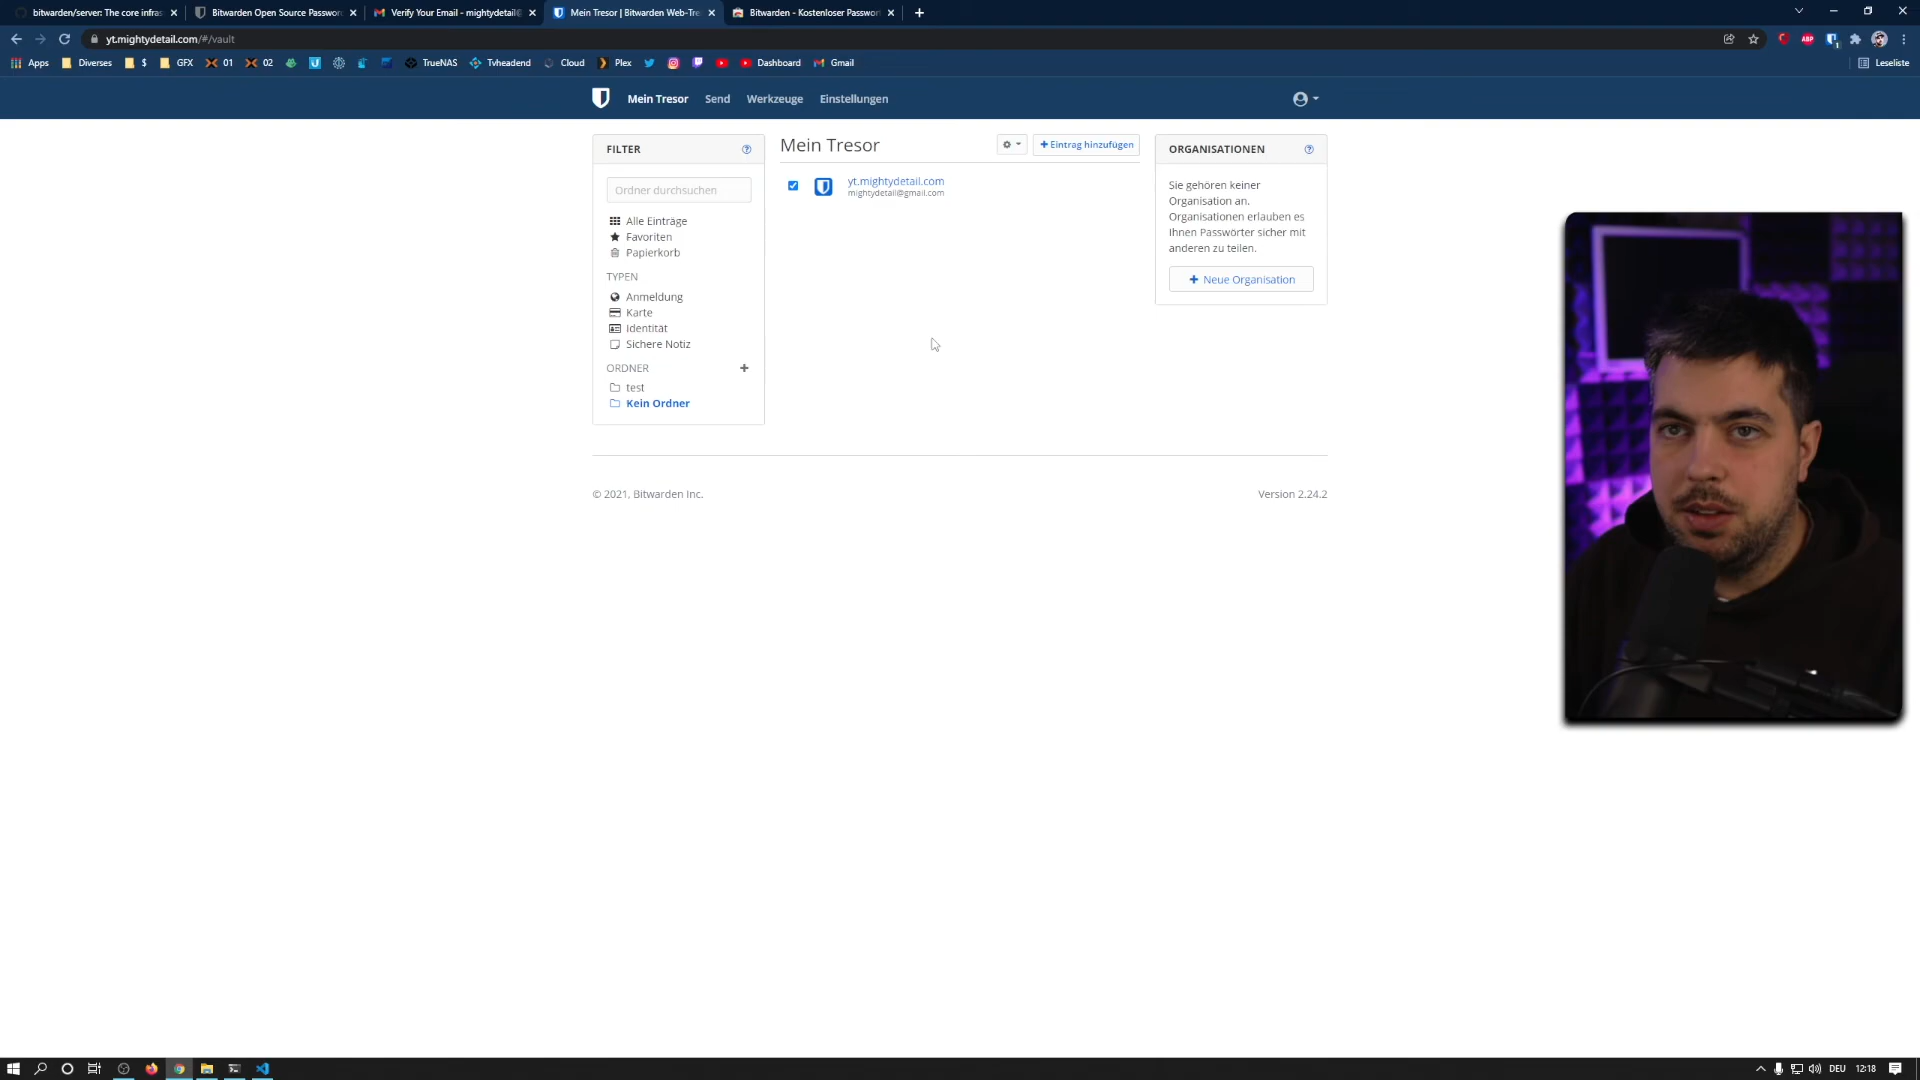 bitwarden/server: The core infras
Bitwarden Open Source Passwor
Verify Your Email - mightydetail@
Mein Tresor | Bitwarden Web-Tre
Bitwarden - Kostenloser Passwor
yt.mightydetail.com/#/vault
Apps
Diverses
$
GFX
01
02
TrueNAS
Tvheadend
Cloud
Plex
Dashboard
Gmail
Leseliste
Mein Tresor
Send
Werkzeuge
Einstellungen
FILTER
Ordner durchsuchen
Alle Einträge
Favoriten
Papierkorb
TYPEN
Anmeldung
Karte
Identität
Sichere Notiz
ORDNER
test
Kein Ordner
Mein Tresor
Eintrag hinzufügen
yt.mightydetail.com
mightydetail@gmail.com
ORGANISATIONEN
Sie gehören keiner
Organisation an.
Organisationen erlauben es
Ihnen Passwörter sicher mit
anderen zu teilen.
Neue Organisation
© 2021, Bitwarden Inc.
Version 2.24.2
DEU
12:18